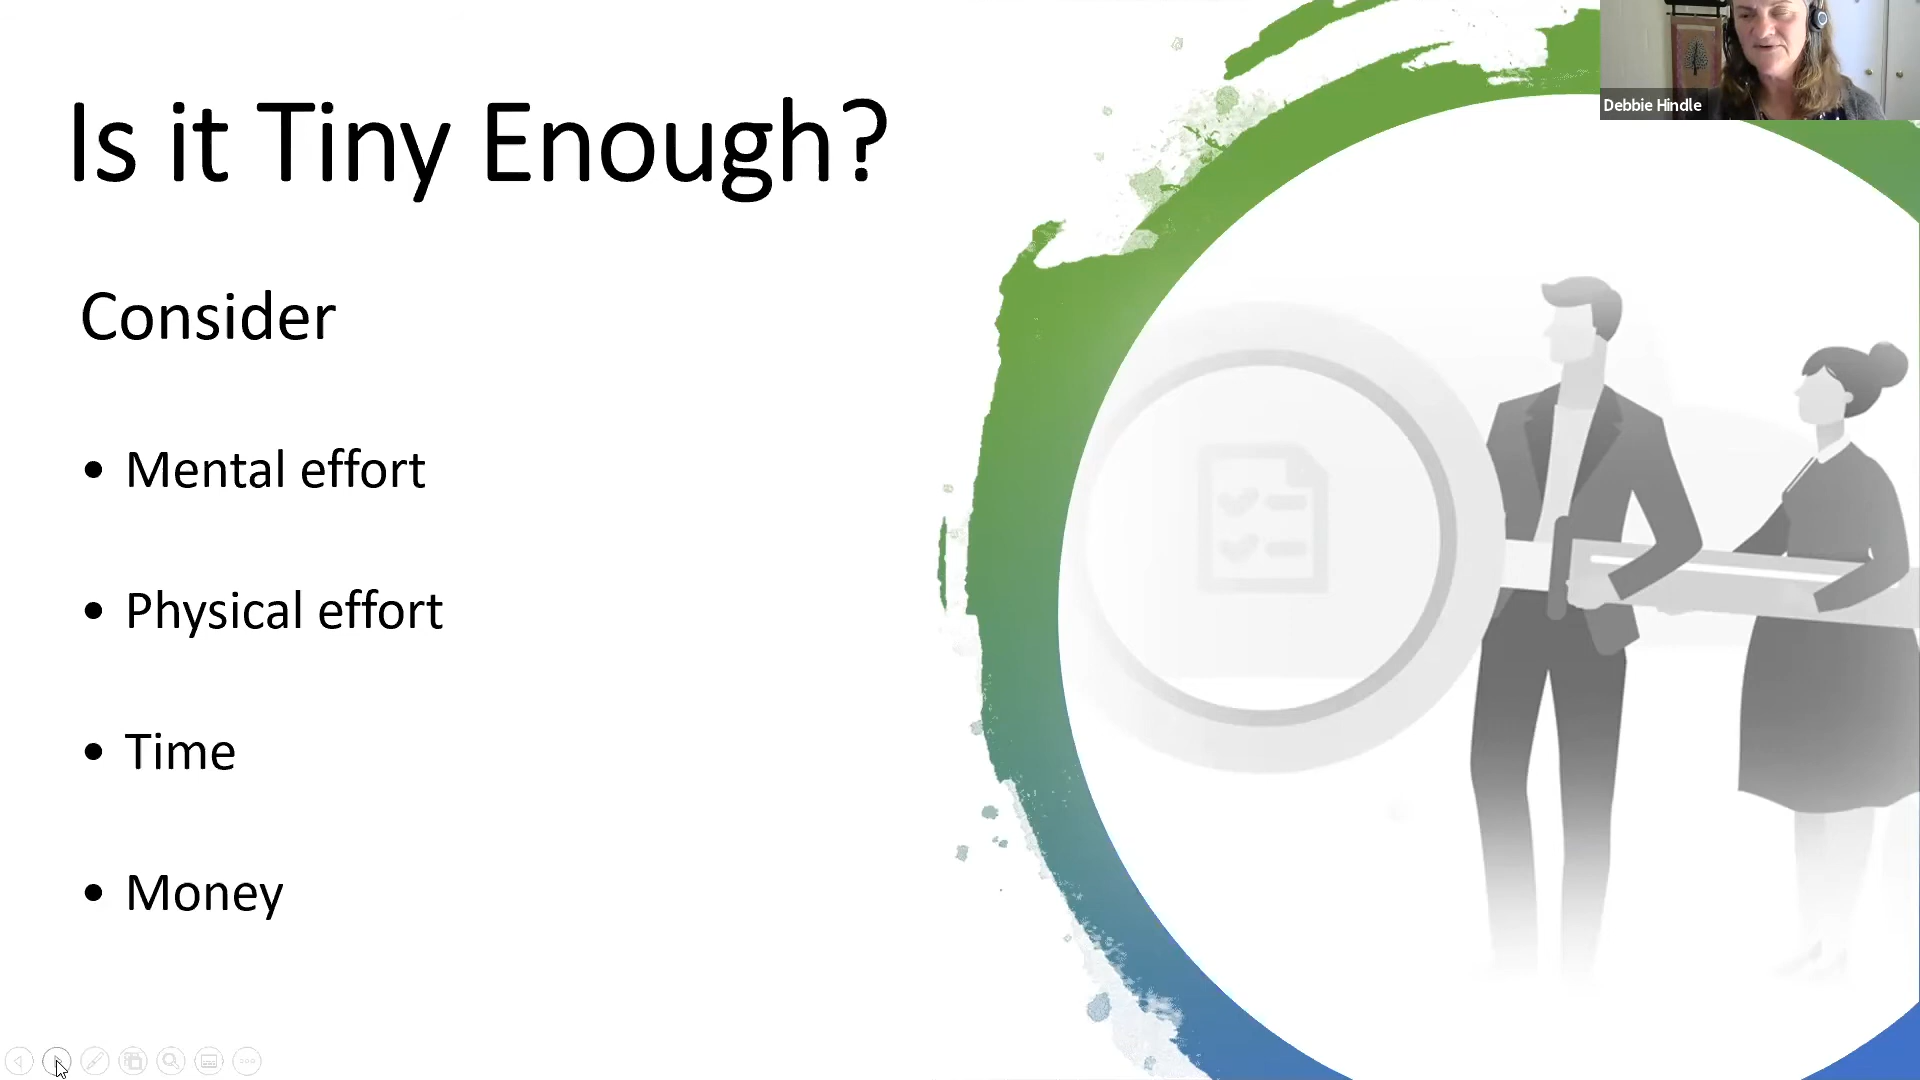 Is it Tiny Enough?
Debbie Hindle
Consider
• Mental effort
• Physical effort
• Time
• Money